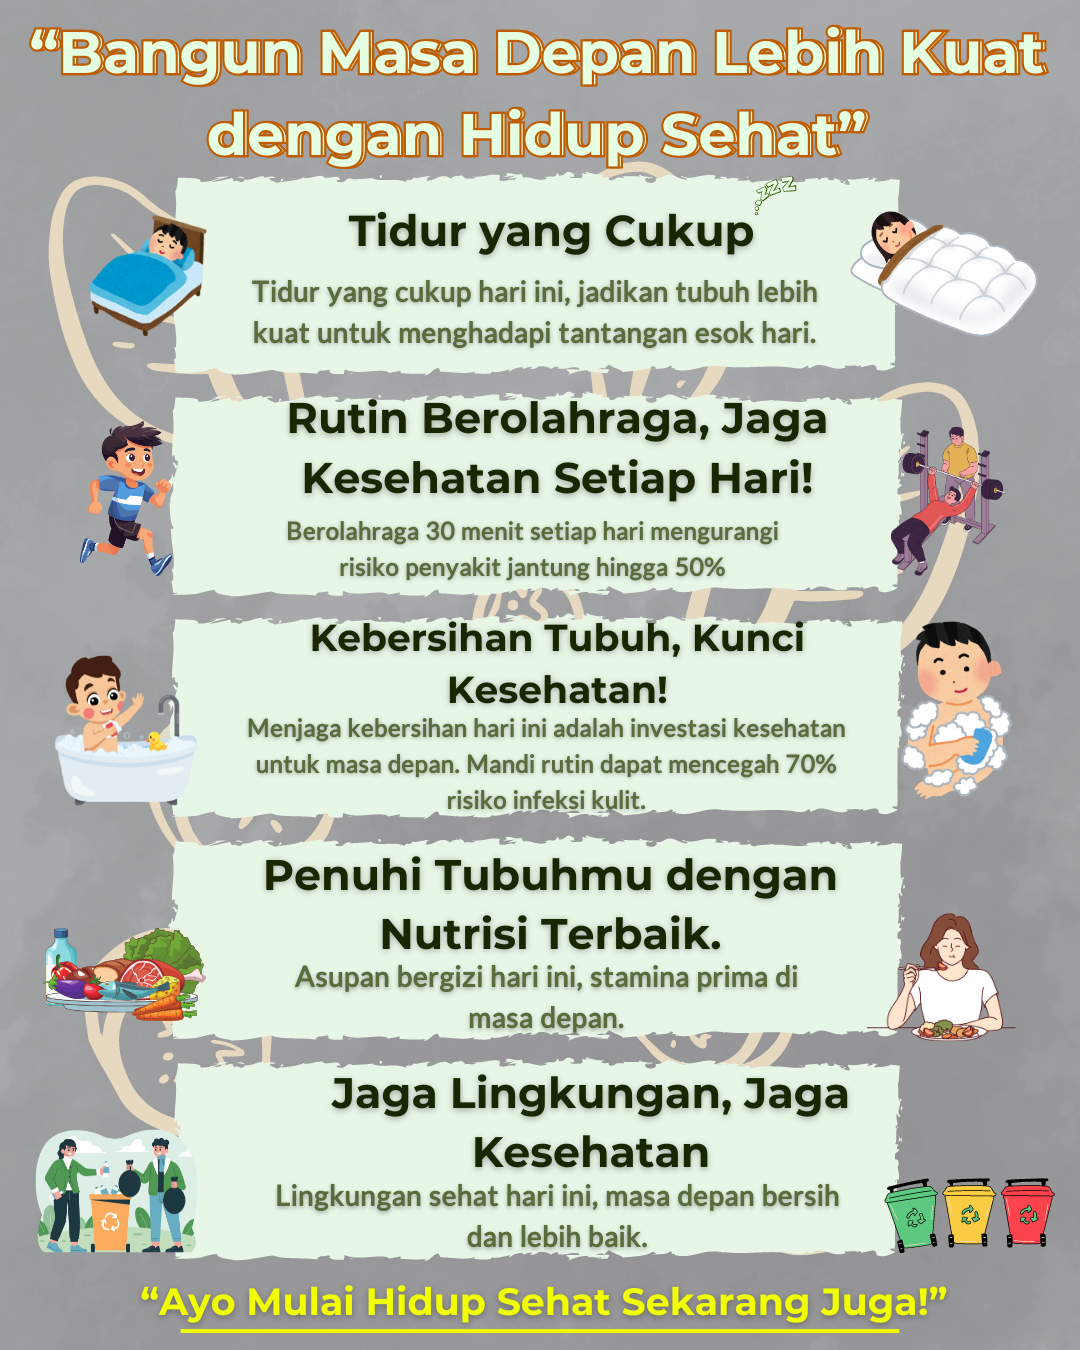 “Bangun Masa Depan Lebih Kuat
dengan Hidup Sehat”
zzz
Tidur yang Cukup
Tidur yang cukup hari ini, jadikan tubuh lebih
kuat untuk menghadapi tantangan esok hari.
Rutin Berolahraga, Jaga
Kesehatan Setiap Hari!
Berolahraga 30 menit setiap hari mengurangi
risiko penyakit jantung hingga 50%
Kebersihan Tubuh, Kunci
Kesehatan!
Menjaga kebersihan hari ini adalah investasi kesehatan
untuk masa depan. Mandi rutin dapat mencegah 70%
risiko infeksi kulit.
Penuhi Tubuhmu dengan
Nutrisi Terbaik.
Asupan bergizi hari ini, stamina prima di
masa depan.
Jaga Lingkungan, Jaga
Kesehatan
Lingkungan sehat hari ini, masa depan bersih
dan lebih baik.
“Ayo Mulai Hidup Sehat Sekarang Juga!”